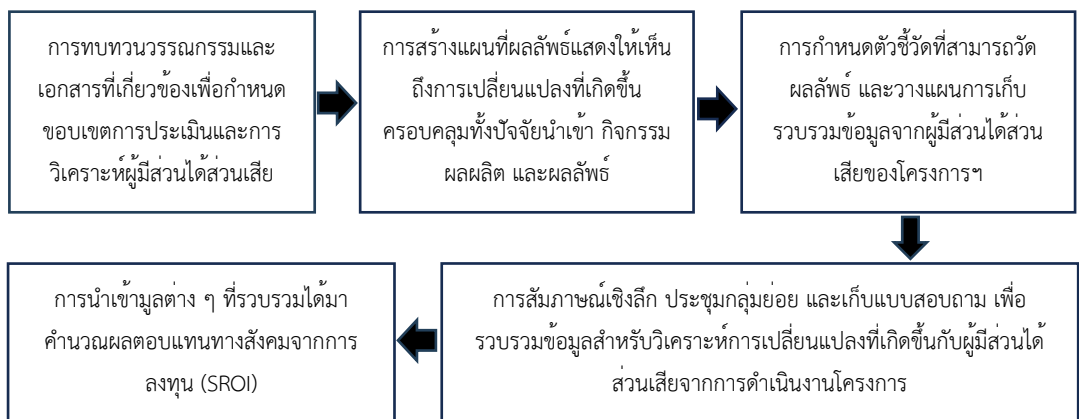 การทบทวนวรรณกรรมและ
เอกสารที่เกี่ยวข้องเพื่อกำหนด
ขอบเขตการประเมินและการ
วิเคราะห์ผู้มีส่วนได้ส่วนเสีย
การสร้างแผนที่ผลลัพธ์แสดงให้เห็น
ถึงการเปลี่ยนแปลงที่เกิดขึ้น
ครอบคลุมทั้งปัจจัยนำเข้า กิจกรรม
ผลผลิต และผลลัพธ์
การกำหนดตัวชี้วัดที่สามารถวัด
ผลลัพธ์ และวางแผนการเก็บ
รวบรวมข้อมูลจากผู้มีส่วนได้ส่วน
เสียของโครงการฯ
การสัมภาษณ์เชิงลึก ประชุมกลุ่มย่อย และเก็บแบบสอบถาม เพื่อ
รวบรวมข้อมูลสำหรับวิเคราะห์การเปลี่ยนแปลงที่เกิดขึ้นกับผู้มีส่วนได้
ส่วนเสียจากการดำเนินงานโครงการ
การนำเข้ามูลต่าง ๆ ที่รวบรวมได้มา
คำนวณผลตอบแทนทางสังคมจากการ
ลงทุน (SROI)